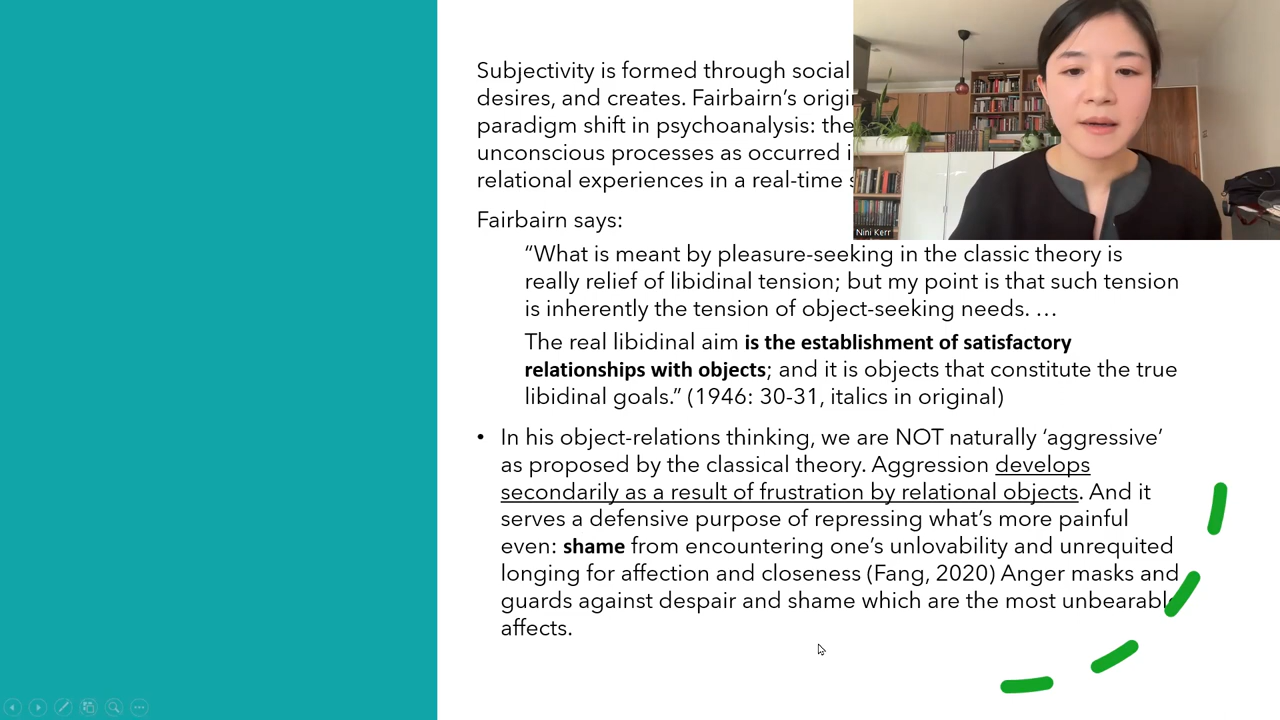 Subjectivity is formed through social
desires, and creates. Fairbairn’s
paradigm shift in psychoanalysis: the
unconscious processes as occurred
relational experiences in a real-time
Nini Kerr
Fairbairn says:
“What is meant by pleasure-seeking in the classic theory is
really relief of libidinal tension; but my point is that such tension
is inherently the tension of object-seeking needs. …
The real libidinal aim is the establishment of satisfactory
relationships with objects; and it is objects that constitute the true
libidinal goals.” (1946: 30-31, italics in original)
• In his object-relations thinking, we are NOT naturally ‘aggressive’
as proposed by the classical theory. Aggression develops
secondarily as a result of frustration by relational objects. And it
serves a defensive purpose of repressing what’s more painful
even: shame from encountering one’s unlovability and unrequited
longing for affection and closeness (Fang, 2020) Anger masks and
guards against despair and shame which are the most unbearable
affects.